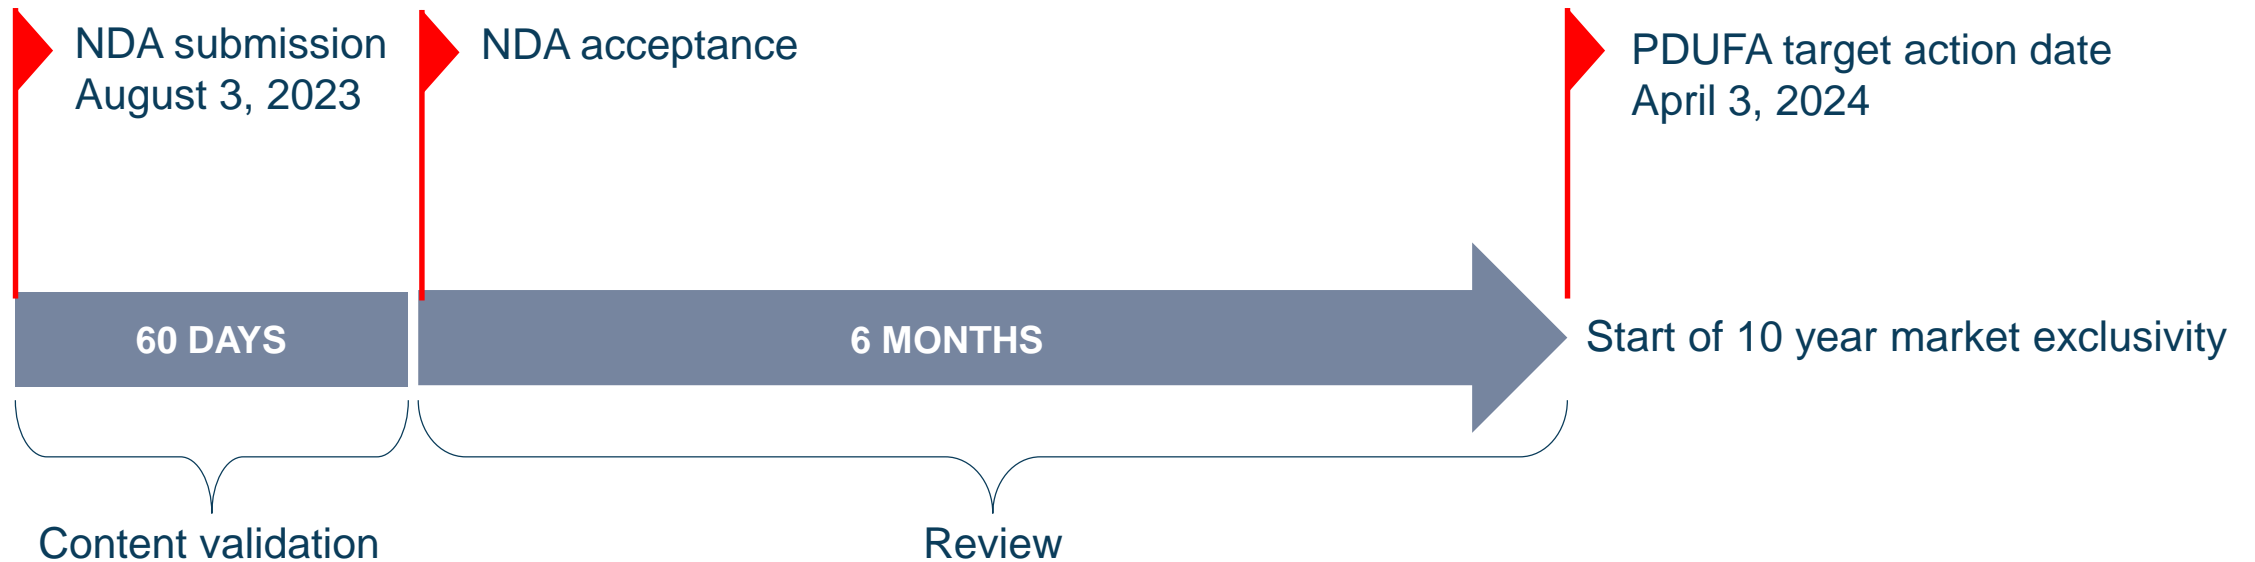 NDA submission
August 3, 2023
NDA acceptance
PDUFA target action date
April 3, 2024
60 DAYS
6 MONTHS
Start of 10 year market exclusivity
Content validation
Review